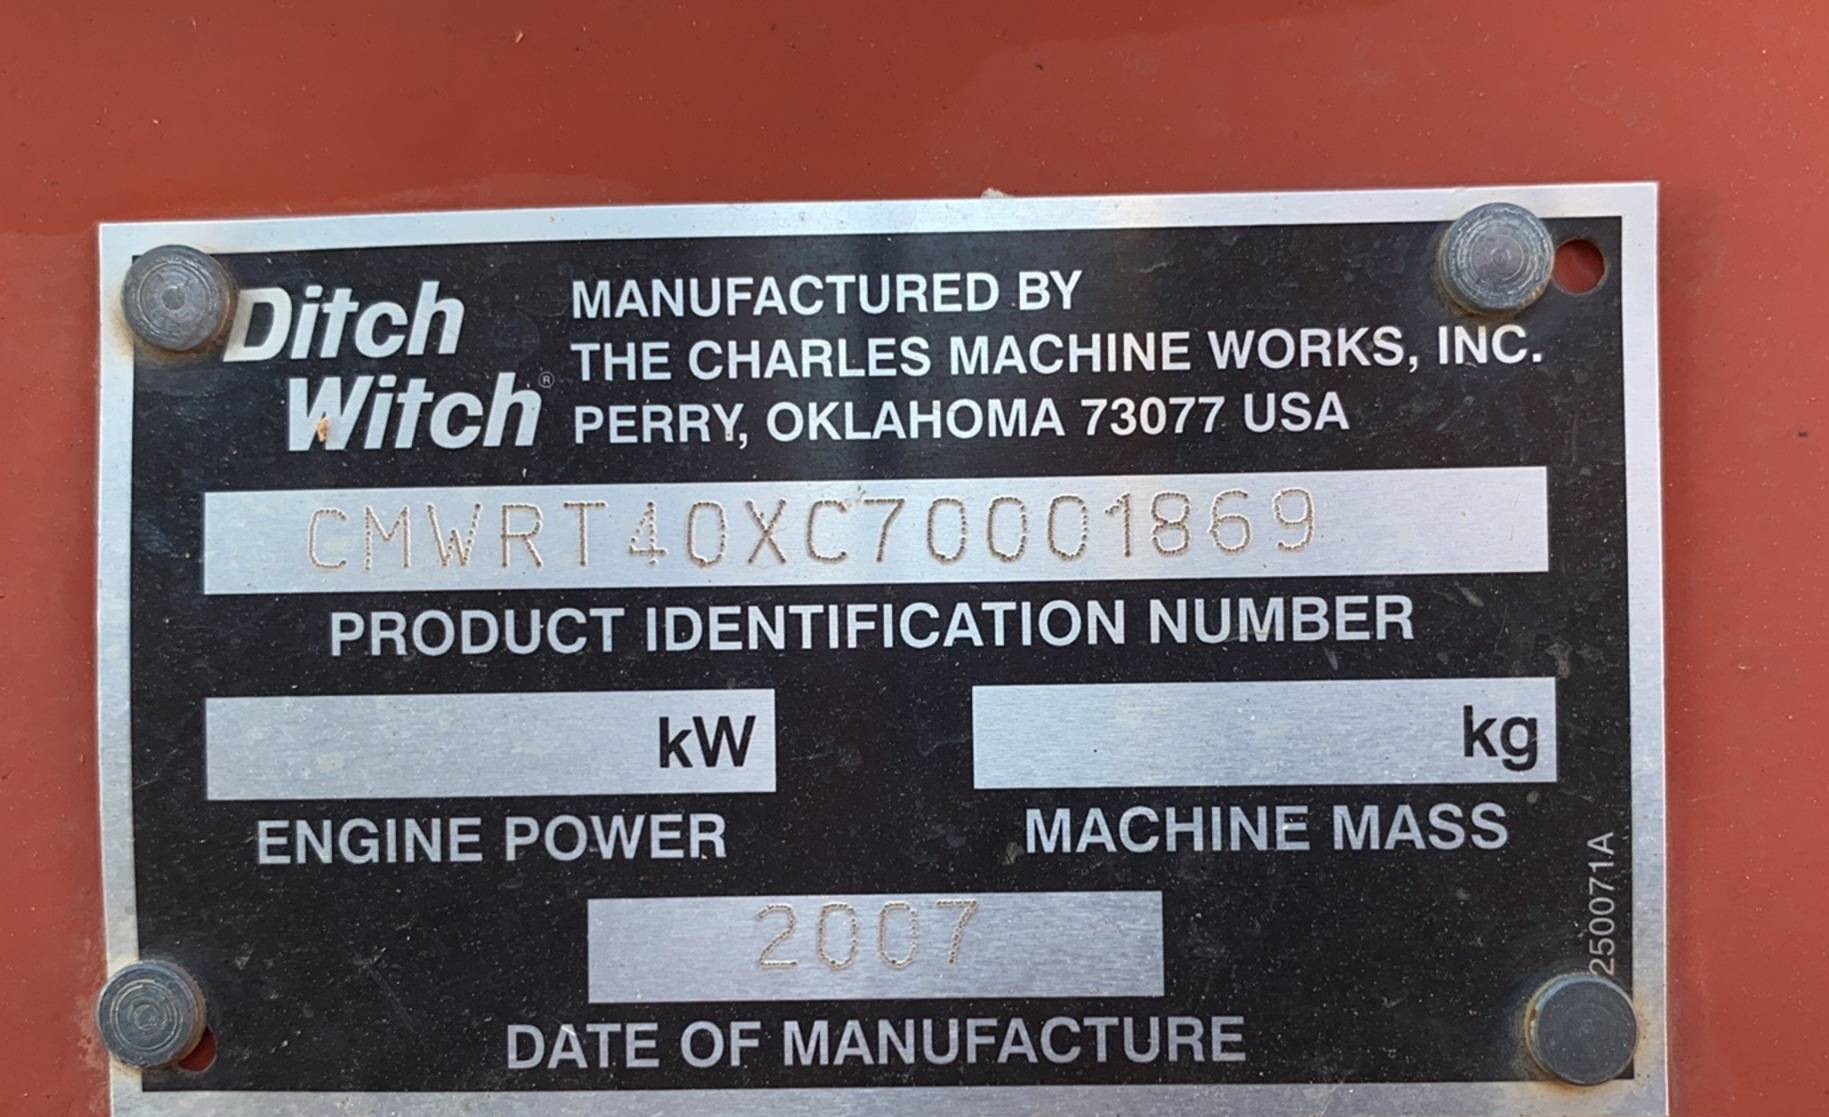 Ditch
Witch®
MANUFACTURED BY
THE CHARLES MACHINE WORKS, INC.
PERRY, OKLAHOMA 73077 USA
CMWRT40XC70001869
PRODUCT IDENTIFICATION NUMBER
kW
kg
ENGINE POWER
MACHINE MASS
2007
DATE OF MANUFACTURE
250071A